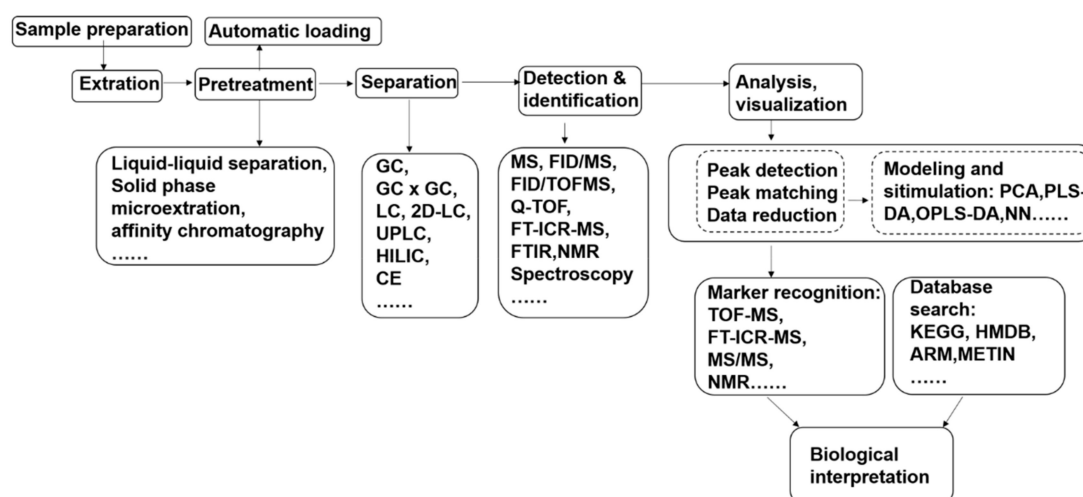 Sample preparation
Automatic loading
Extration
Pretreatment
Separation
Detection &
identification
Analysis,
visualization
Liquid-liquid separation,
Solid phase
microextration,
affinity chromatography
……
GC,
GC x GC,
LC, 2D-LC,
UPLC,
HILIC,
CE
……
MS, FID/MS,
FID/TOFMS,
Q-TOF,
FT-ICR-MS,
FTIR,NMR
Spectroscopy
……
Peak detection
Peak matching
Data reduction
Modeling and
sitimulation: PCA,PLS-
DA,OPLS-DA,NN……
Marker recognition:
TOF-MS,
FT-ICR-MS,
MS/MS,
NMR……
Database
search:
KEGG, HMDB,
ARM,METIN
……
Biological
interpretation